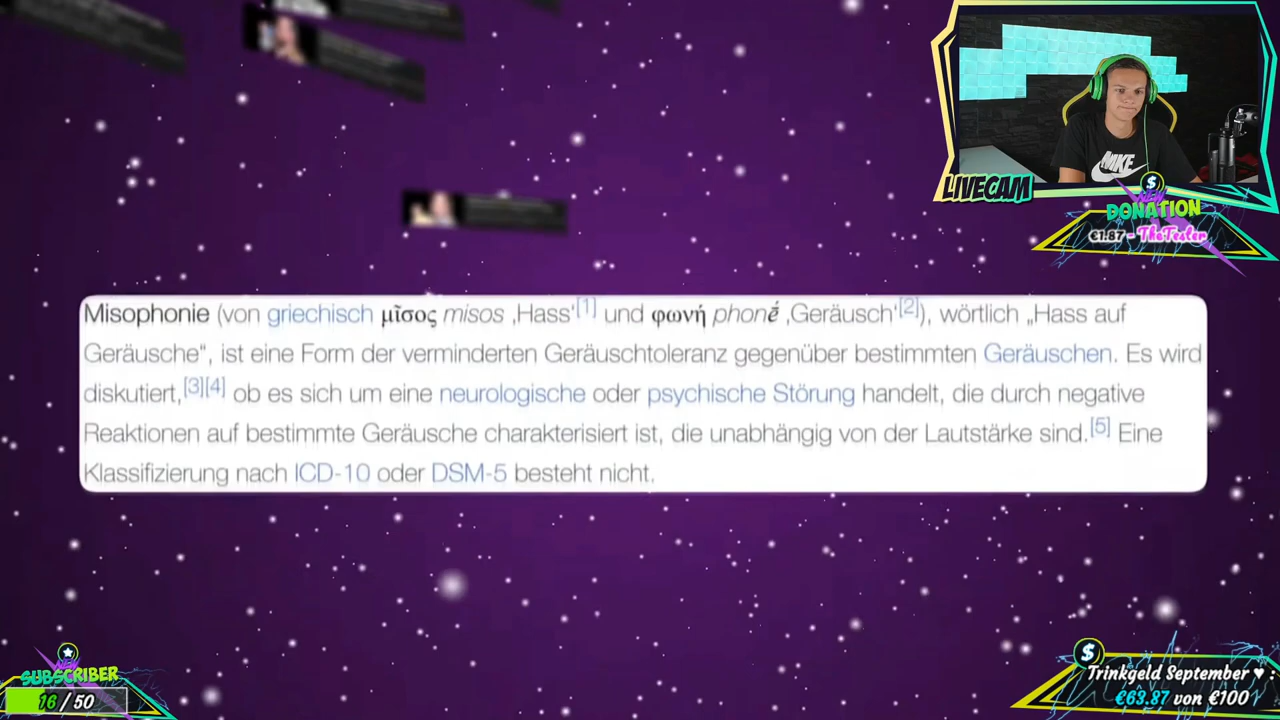 NIKE
LIVECAM
NEW
DONATION
€1.87 - TheTester
Misophonie (von griechisch μῖσος misos ‚Hass'[1] und φωνή phonḗ ‚Geräusch'[2]), wörtlich „Hass auf
Geräusche", ist eine Form der verminderten Geräuschtoleranz gegenüber bestimmten Geräuschen. Es wird
diskutiert,[3][4] ob es sich um eine neurologische oder psychische Störung handelt, die durch negative
Reaktionen auf bestimmte Geräusche charakterisiert ist, die unabhängig von der Lautstärke sind.[5] Eine
Klassifizierung nach ICD-10 oder DSM-5 besteht nicht.
NEW
SUBSCRIBER
16 / 50
Trinkgeld September ♥ :
€63.87 von €100